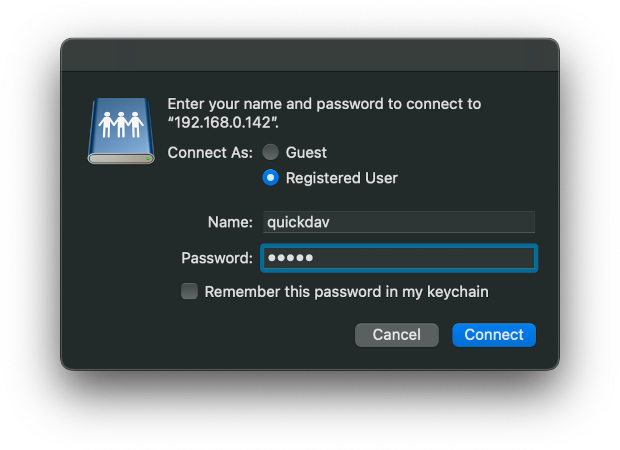 Enter your name and password to connect to
“192.168.0.142”.
Connect As: Guest
Registered User
Name: quickdav
Password: •••••
Remember this password in my keychain
Cancel Connect